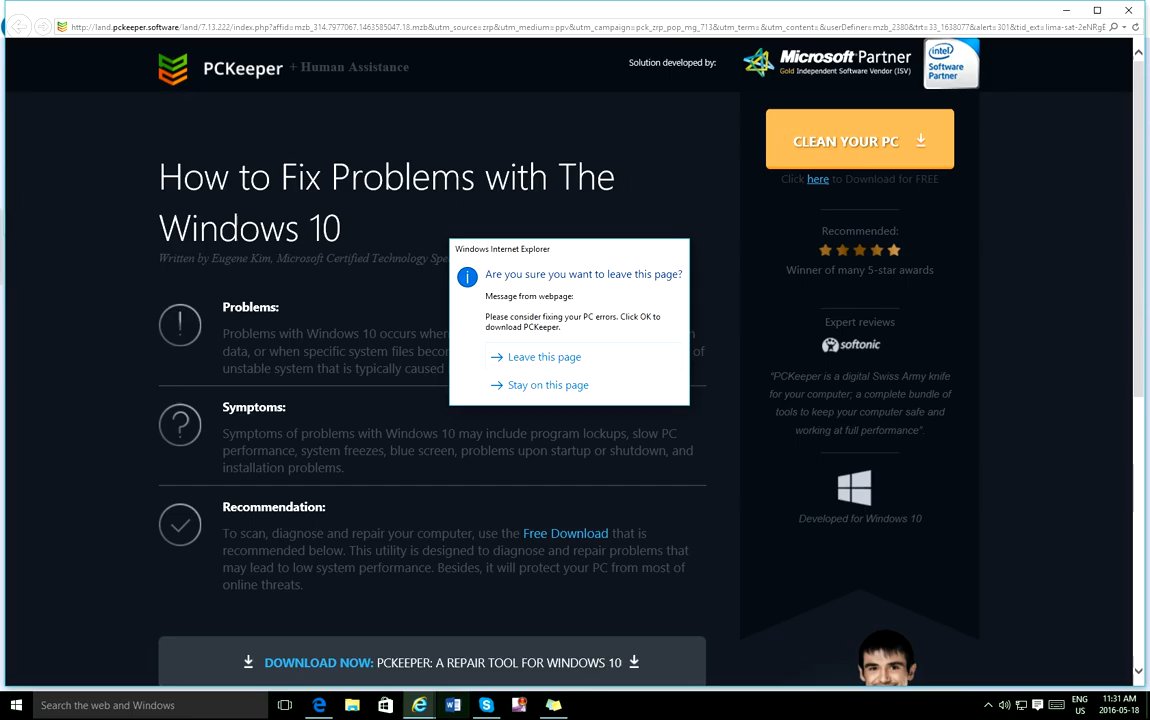 http://land.pckeeper.software/land/7.13.222/index.php?affid=mzb_314.7977067.1463585047.18.mzb&utm_source=zrp&utm_medium=ppv&utm_campaign=pck_zrp_pop_mg_713&utm_terms=&utm_content=&userDefiner=mzb_2380&trt=33_1638077&alert=301&tid_ext=lima-sat-2eNRgE
PCKeeper + Human Assistance
Solution developed by:
Microsoft Partner
Gold Independent Software Vendor (ISV)
intel
Software
Partner
CLEAN YOUR PC
Click here to Download for FREE
How to Fix Problems with The
Windows 10
Written by Eugene Kim, Microsoft Certified Technology Spe
Windows Internet Explorer
Are you sure you want to leave this page?
Message from webpage:
Please consider fixing your PC errors. Click OK to
download PCKeeper.
Leave this page
Stay on this page
Problems:
Problems with Windows 10 occurs when
data, or when specific system files becom of
unstable system that is typically caused
Symptoms:
Symptoms of problems with Windows 10 may include program lockups, slow PC
performance, system freezes, blue screen, problems upon startup or shutdown, and
installation problems.
Recommendation:
To scan, diagnose and repair your computer, use the Free Download that is
recommended below. This utility is designed to diagnose and repair problems that
may lead to low system performance. Besides, it will protect your PC from most of
online threats.
DOWNLOAD NOW: PCKEEPER: A REPAIR TOOL FOR WINDOWS 10
Recommended:
Winner of many 5-star awards
Expert reviews
softonic
"PCKeeper is a digital Swiss Army knife
for your computer; a complete bundle of
tools to keep your computer safe and
working at full performance".
Developed for Windows 10
Search the web and Windows
ENG
US
11:31 AM
2016-05-18